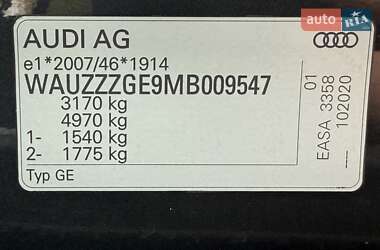 auto RIA
AUDI AG
e1*2007/46*1914
WAUZZZGE9MB009547
3170 kg
4970 kg
1- 1540 kg
2- 1775 kg
Typ GE
01
EASA 3358
102020